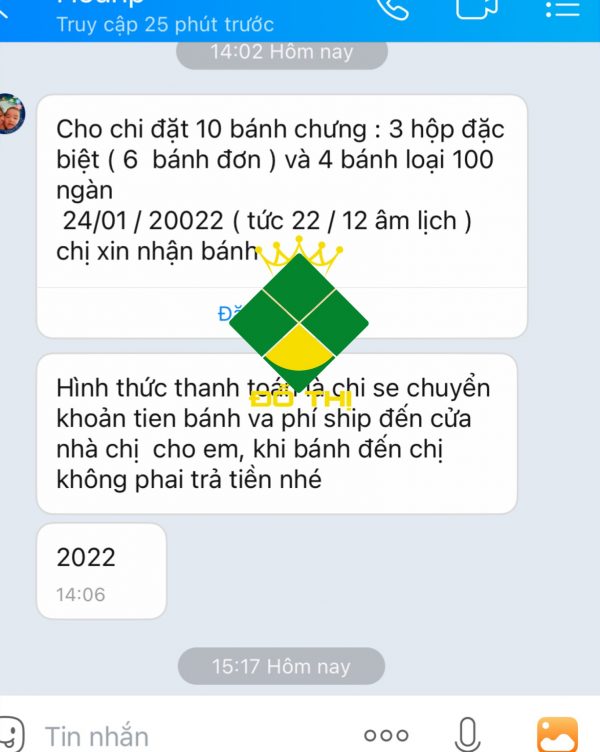 Truy cập 25 phút trước
14:02 Hôm nay
Cho chi đặt 10 bánh chưng : 3 hộp đặc
biệt ( 6 bánh đơn ) và 4 bánh loại 100
ngàn
24/01 / 20022 ( tức 22 / 12 âm lịch )
chị xin nhận bánh
Hình thức thanh toán là chi se chuyển
khoản tien bánh va phí ship đến cửa
ĐÔ THỊ
nhà chị cho em, khi bánh đến chị
không phai trả tiền nhé
2022
14:06
15:17 Hôm nay
Tin nhắn